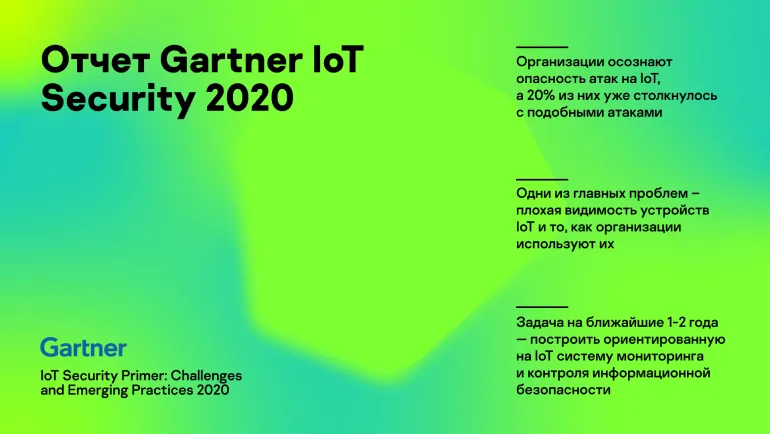 Отчет Gartner IoT
Security 2020
Организации осознают
опасность атак на IoT,
а 20% из них уже столкнулось
с подобными атаками
Одни из главных проблем –
плохая видимость устройств
IoT и то, как организации
используют их
Задача на ближайшие 1-2 года
— построить ориентированную
на IoT систему мониторинга
и контроля информационной
безопасности
Gartner
IoT Security Primer: Challenges
and Emerging Practices 2020